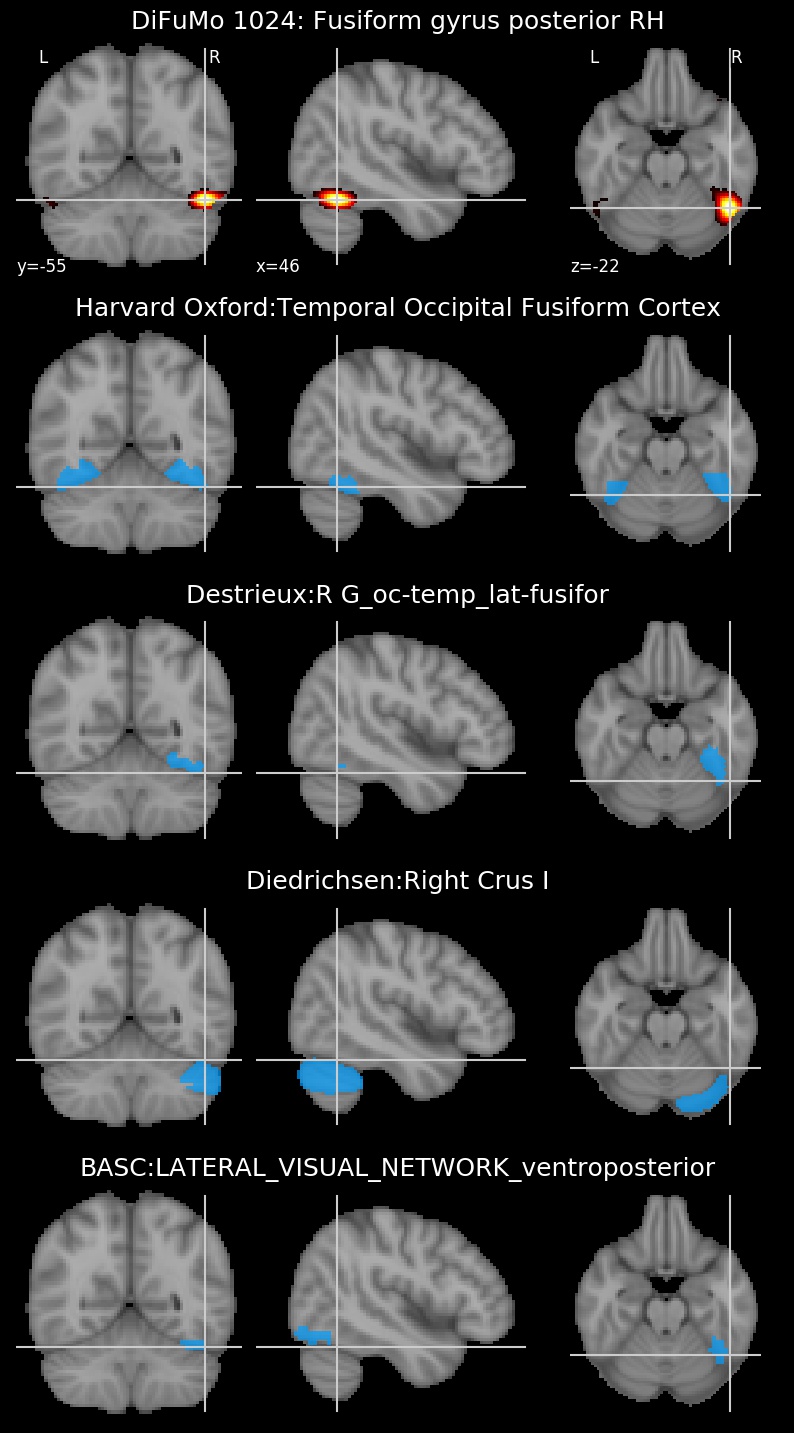 DiFuMo 1024: Fusiform gyrus posterior RH
L R L R
y=-55 x=46 z=-22
Harvard Oxford:Temporal Occipital Fusiform Cortex
Destrieux:R G_oc-temp_lat-fusifor
Diedrichsen:Right Crus I
BASC:LATERAL_VISUAL_NETWORK_ventroposterior